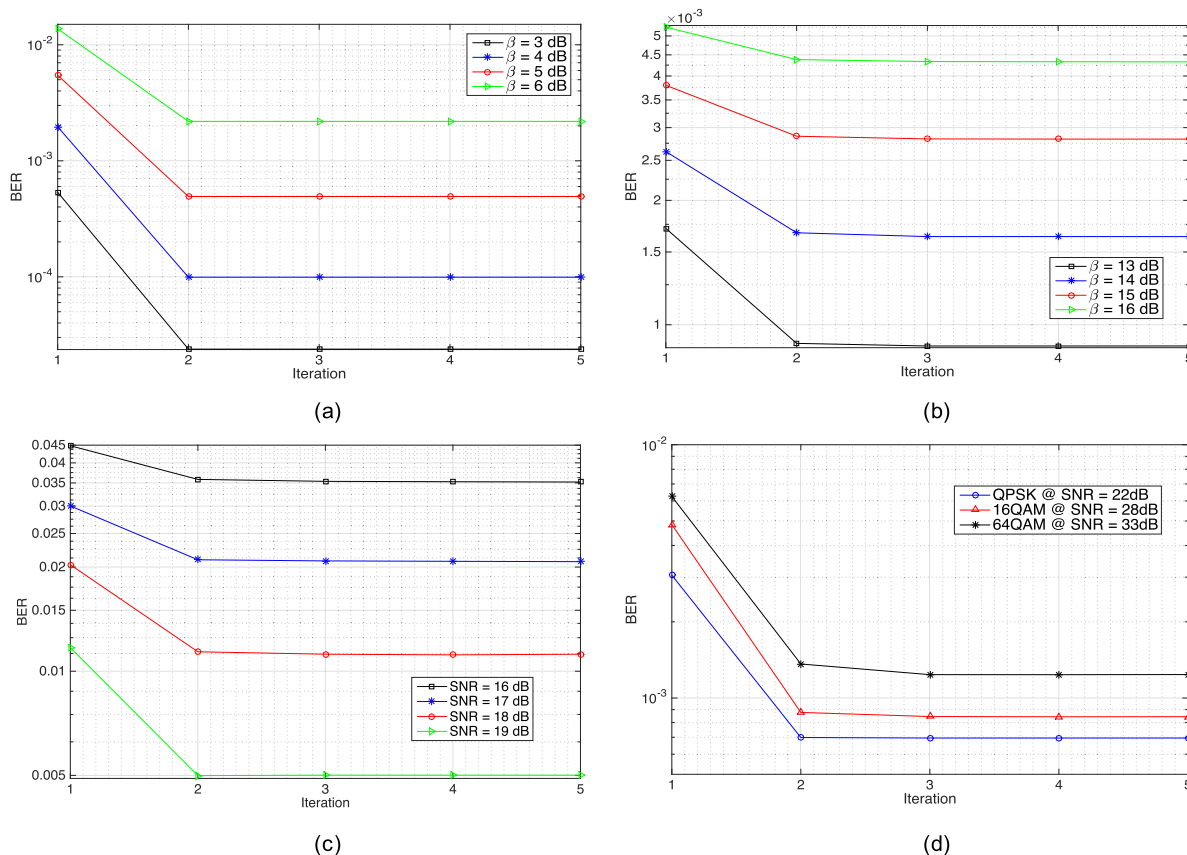 10^-2
10^-3
10^-4
BER
1 2 3 4 5
Iteration
β = 3 dB
β = 4 dB
β = 5 dB
β = 6 dB
(a)
×10^-3
5
4.5
4
3.5
3
2.5
2
1.5
1
BER
1 2 3 4 5
Iteration
β = 13 dB
β = 14 dB
β = 15 dB
β = 16 dB
(b)
0.045
0.04
0.035
0.03
0.025
0.02
0.015
0.01
0.005
BER
1 2 3 4 5
Iteration
SNR = 16 dB
SNR = 17 dB
SNR = 18 dB
SNR = 19 dB
(c)
10^-2
10^-3
BER
1 2 3 4 5
Iteration
QPSK @ SNR = 22dB
16QAM @ SNR = 28dB
64QAM @ SNR = 33dB
(d)